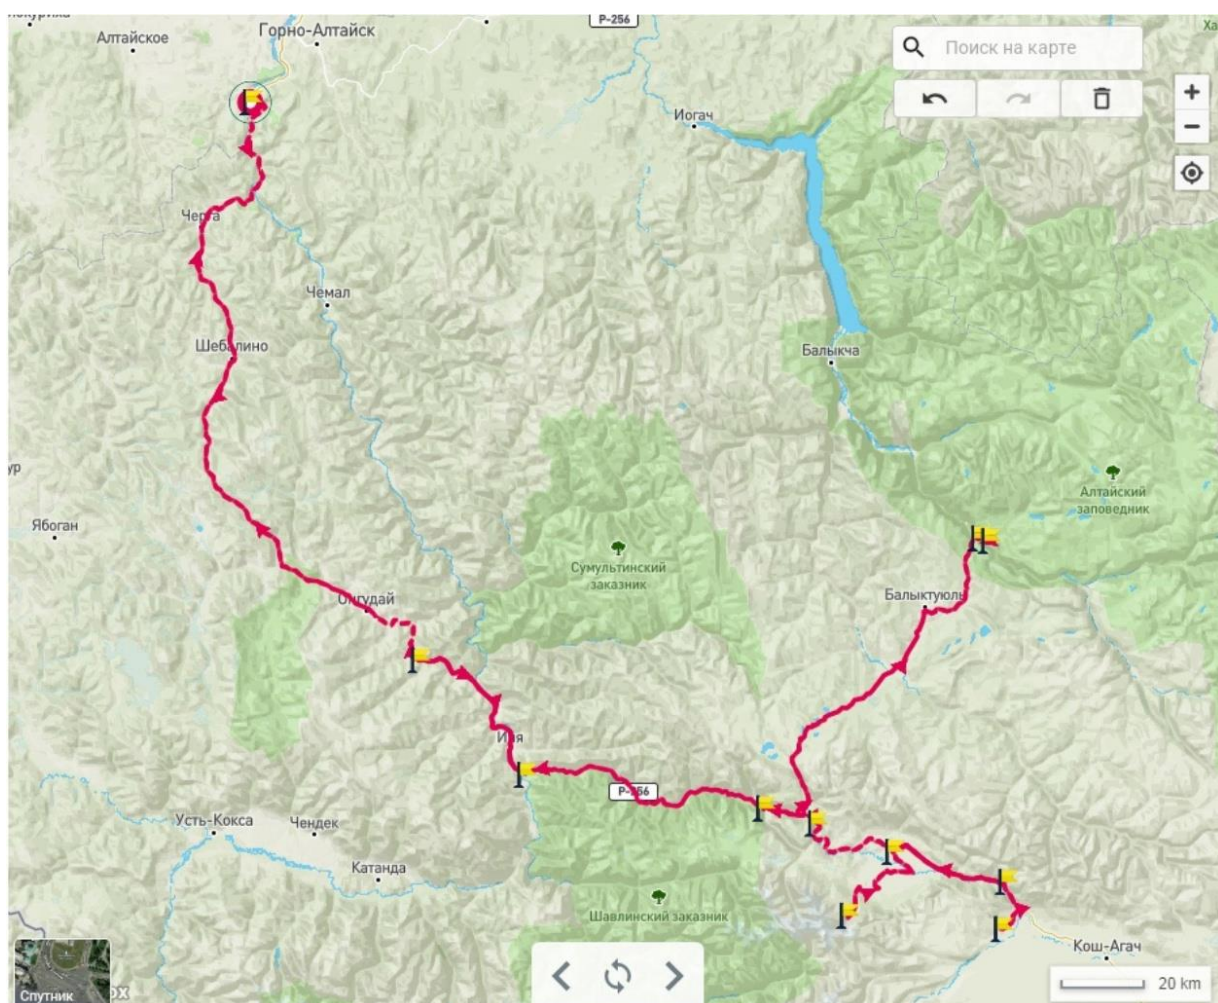 Р-256
Алтайское
Горно-Алтайск
Поиск на карте
Иогач
Черга
Чемал
Шебалино
Балыкча
Алтайский
заповедник
Ябоган
Сумультинский
заказник
Балыктуюль
Онгудай
Иня
Р-256
Усть-Кокса
Чендек
Катанда
Шавлинский заказник
Кош-Агач
20 km
Спутник